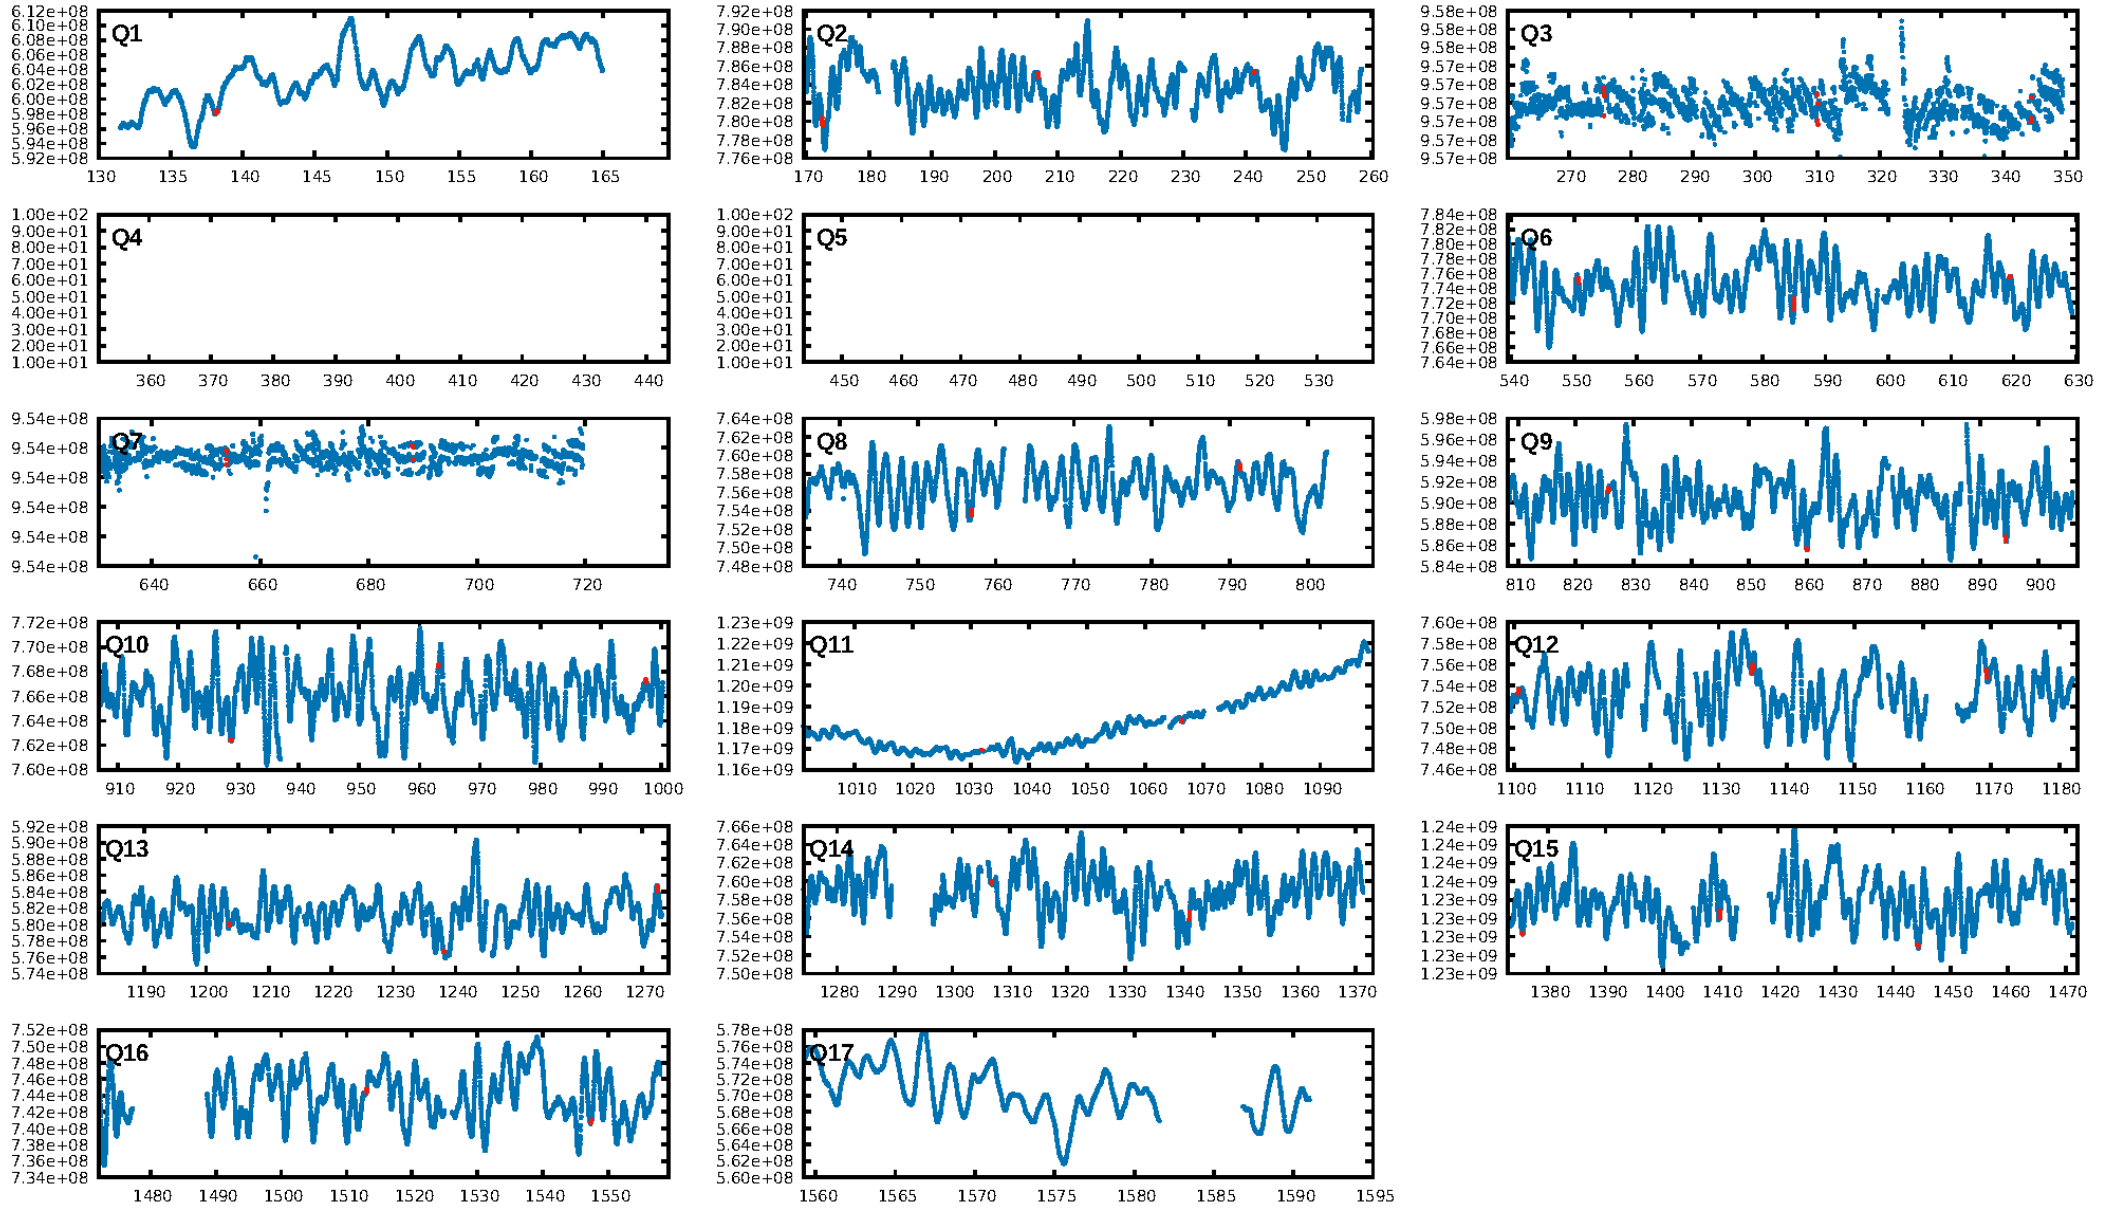 6.12e+08
6.10e+08
6.08e+08
6.06e+08
6.04e+08
6.02e+08
6.00e+08
5.98e+08
5.96e+08
5.94e+08
5.92e+08
Q1
130 135 140 145 150 155 160 165
7.92e+08
7.90e+08
7.88e+08
7.86e+08
7.84e+08
7.82e+08
7.80e+08
7.78e+08
7.76e+08
Q2
170 180 190 200 210 220 230 240 250 260
9.58e+08
9.58e+08
9.58e+08
9.57e+08
9.57e+08
9.57e+08
9.57e+08
9.57e+08
9.57e+08
Q3
270 280 290 300 310 320 330 340 350
1.00e+02
9.00e+01
8.00e+01
7.00e+01
6.00e+01
5.00e+01
4.00e+01
3.00e+01
2.00e+01
1.00e+01
Q4
360 370 380 390 400 410 420 430 440
1.00e+02
9.00e+01
8.00e+01
7.00e+01
6.00e+01
5.00e+01
4.00e+01
3.00e+01
2.00e+01
1.00e+01
Q5
450 460 470 480 490 500 510 520 530
7.84e+08
7.82e+08
7.80e+08
7.78e+08
7.76e+08
7.74e+08
7.72e+08
7.70e+08
7.68e+08
7.66e+08
7.64e+08
Q6
540 550 560 570 580 590 600 610 620 630
9.54e+08
9.54e+08
9.54e+08
9.54e+08
9.54e+08
9.54e+08
Q7
640 660 680 700 720
7.64e+08
7.62e+08
7.60e+08
7.58e+08
7.56e+08
7.54e+08
7.52e+08
7.50e+08
7.48e+08
Q8
740 750 760 770 780 790 800
5.98e+08
5.96e+08
5.94e+08
5.92e+08
5.90e+08
5.88e+08
5.86e+08
5.84e+08
Q9
810 820 830 840 850 860 870 880 890 900
7.72e+08
7.70e+08
7.68e+08
7.66e+08
7.64e+08
7.62e+08
7.60e+08
Q10
910 920 930 940 950 960 970 980 990 1000
1.23e+09
1.22e+09
1.21e+09
1.20e+09
1.19e+09
1.18e+09
1.17e+09
1.16e+09
Q11
1010 1020 1030 1040 1050 1060 1070 1080 1090
7.60e+08
7.58e+08
7.56e+08
7.54e+08
7.52e+08
7.50e+08
7.48e+08
7.46e+08
Q12
1100 1110 1120 1130 1140 1150 1160 1170 1180
5.92e+08
5.90e+08
5.88e+08
5.86e+08
5.84e+08
5.82e+08
5.80e+08
5.78e+08
5.76e+08
5.74e+08
Q13
1190 1200 1210 1220 1230 1240 1250 1260 1270
7.66e+08
7.64e+08
7.62e+08
7.60e+08
7.58e+08
7.56e+08
7.54e+08
7.52e+08
7.50e+08
Q14
1280 1290 1300 1310 1320 1330 1340 1350 1360 1370
1.24e+09
1.24e+09
1.24e+09
1.24e+09
1.23e+09
1.23e+09
1.23e+09
1.23e+09
1.23e+09
Q15
1380 1390 1400 1410 1420 1430 1440 1450 1460 1470
7.52e+08
7.50e+08
7.48e+08
7.46e+08
7.44e+08
7.42e+08
7.40e+08
7.38e+08
7.36e+08
7.34e+08
Q16
1480 1490 1500 1510 1520 1530 1540 1550
5.78e+08
5.76e+08
5.74e+08
5.72e+08
5.70e+08
5.68e+08
5.66e+08
5.64e+08
5.62e+08
5.60e+08
Q17
1560 1565 1570 1575 1580 1585 1590 1595